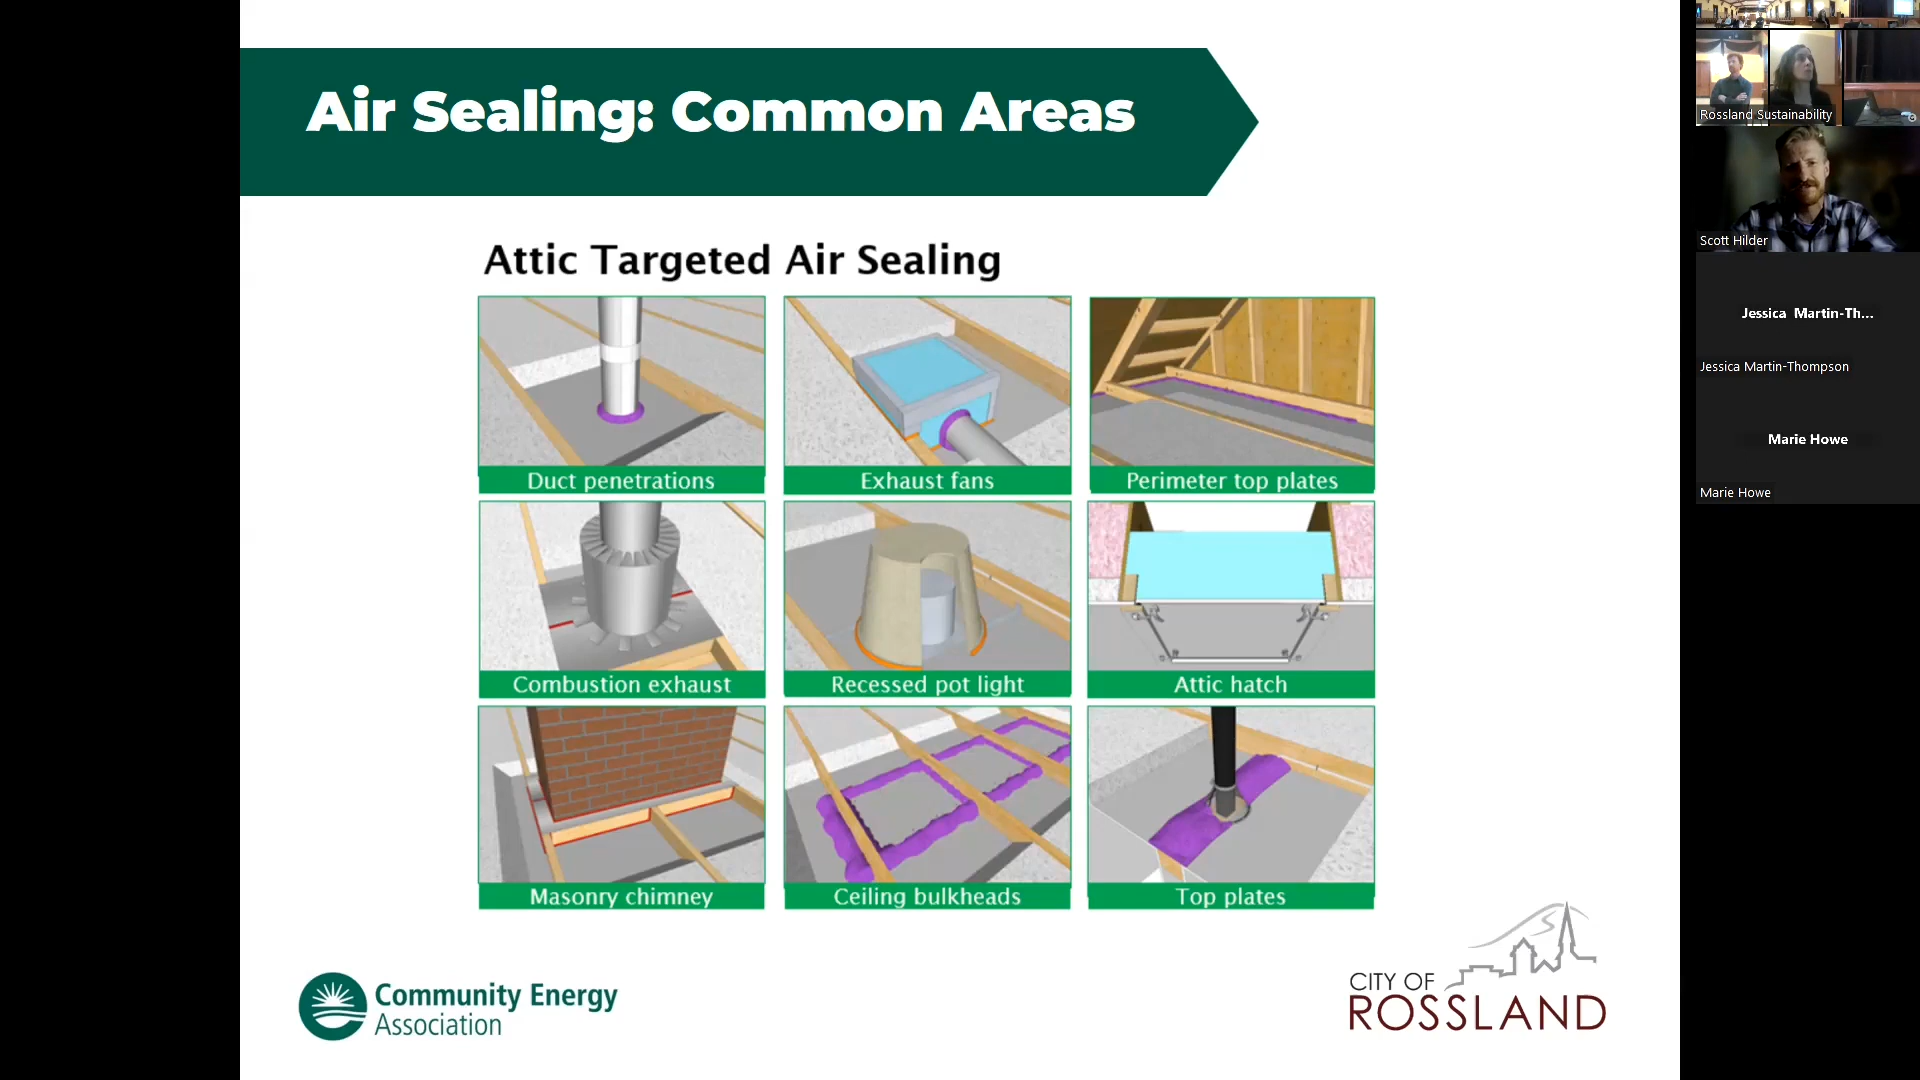 Air Sealing: Common Areas
Attic Targeted Air Sealing
Duct penetrations
Exhaust fans
Perimeter top plates
Combustion exhaust
Recessed pot light
Attic hatch
Masonry chimney
Ceiling bulkheads
Top plates
Community Energy
Association
CITY OF
ROSSLAND
Rossland Sustainability
Scott Hilder
Jessica Martin-Th...
Jessica Martin-Thompson
Marie Howe
Marie Howe